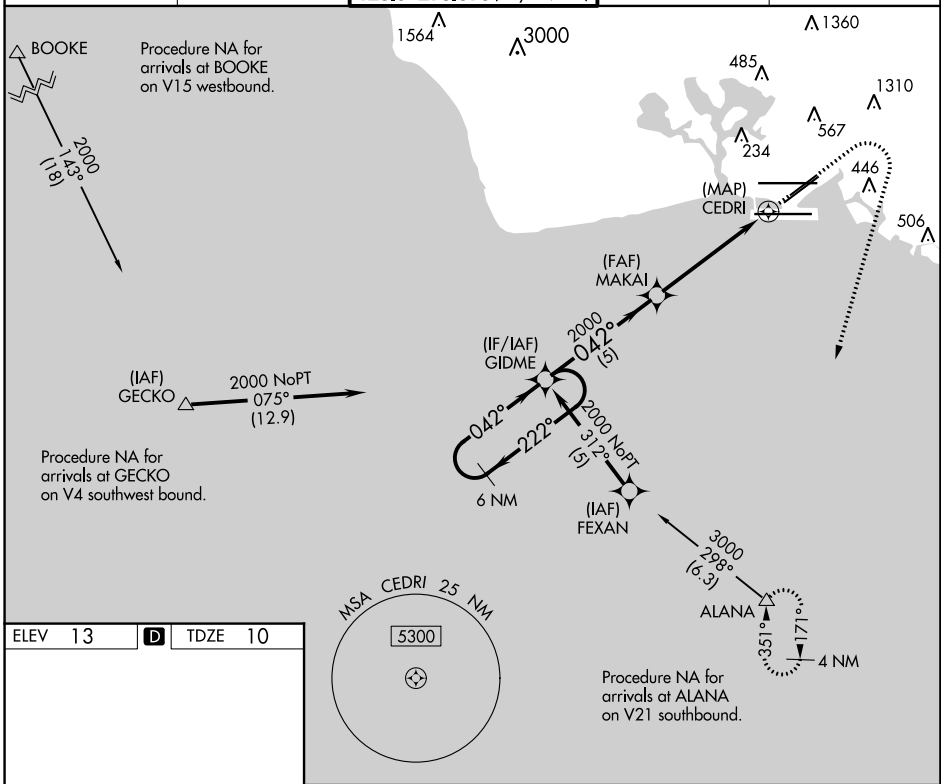 1564
3000
1360
BOOKE
Procedure NA for
arrivals at BOOKE
on V15 westbound.
485
1310
567
234
446
2000
143°
(18)
(MAP)
CEDRI
506
(FAF)
MAKAI
2000
042°
(5)
(IF/IAF)
GIDME
(IAF)
GECKO
2000 NoPT
075°
(12.9)
042°
222°
2000 NoPT
312°
(5)
6 NM
Procedure NA for
arrivals at GECKO
on V4 southwest bound.
(IAF)
FEXAN
3000
298°
(6.3)
MSA CEDRI 25 NM
5300
ALANA
351°
171°
4 NM
ELEV 13 D TDZE 10
Procedure NA for
arrivals at ALANA
on V21 southbound.